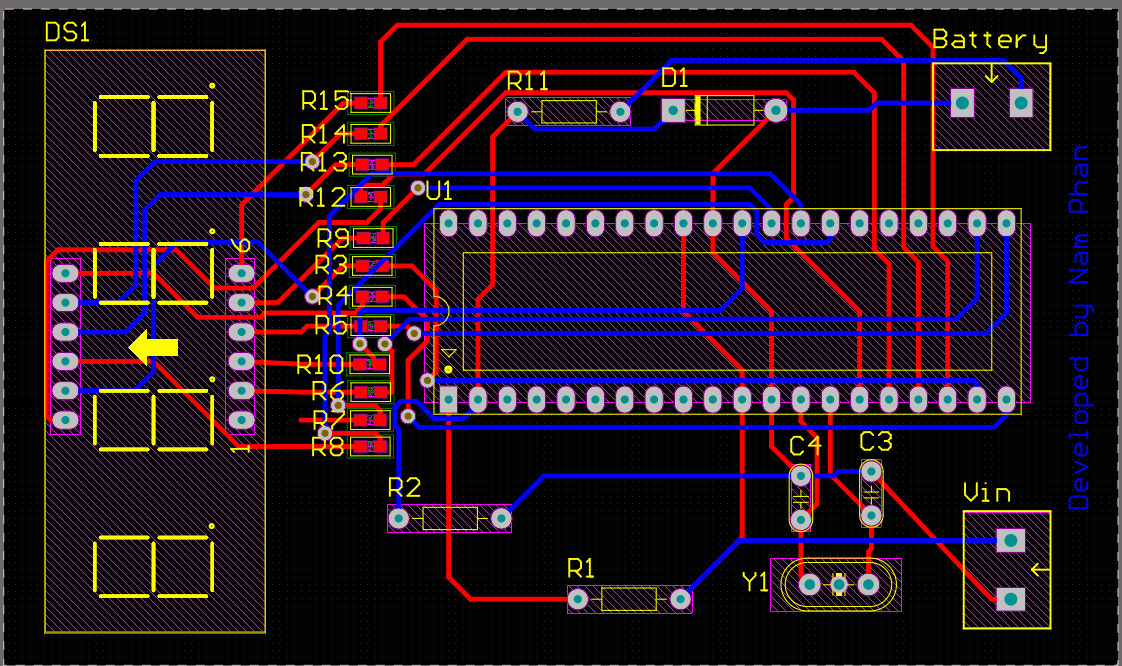 DS1
Battery
R11
D1
R15
R14
R13
R12
U1
R9
R3
R4
R5
R10
R6
R7
R8
6
1
R2
C4
C3
Vin
R1
Y1
Developed by Nam Phan